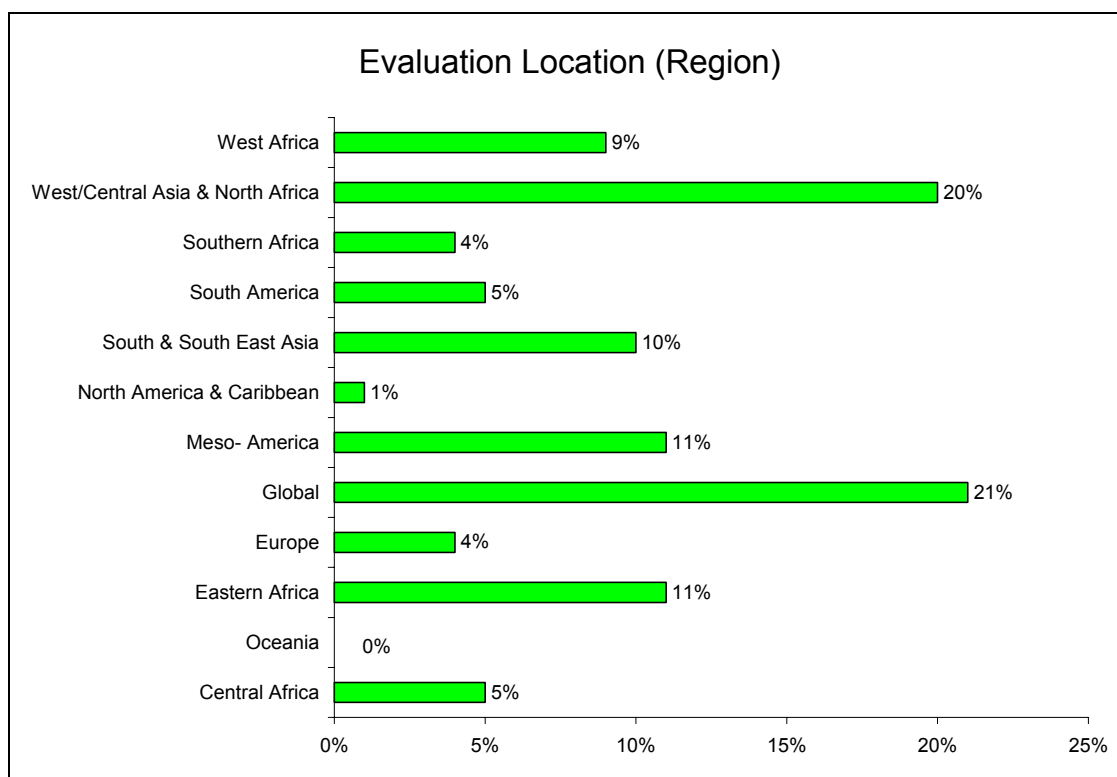 Evaluation Location (Region)
West Africa 9%
West/Central Asia & North Africa 20%
Southern Africa 4%
South America 5%
South & South East Asia 10%
North America & Caribbean 1%
Meso- America 11%
Global 21%
Europe 4%
Eastern Africa 11%
Oceania 0%
Central Africa 5%
0% 5% 10% 15% 20% 25%